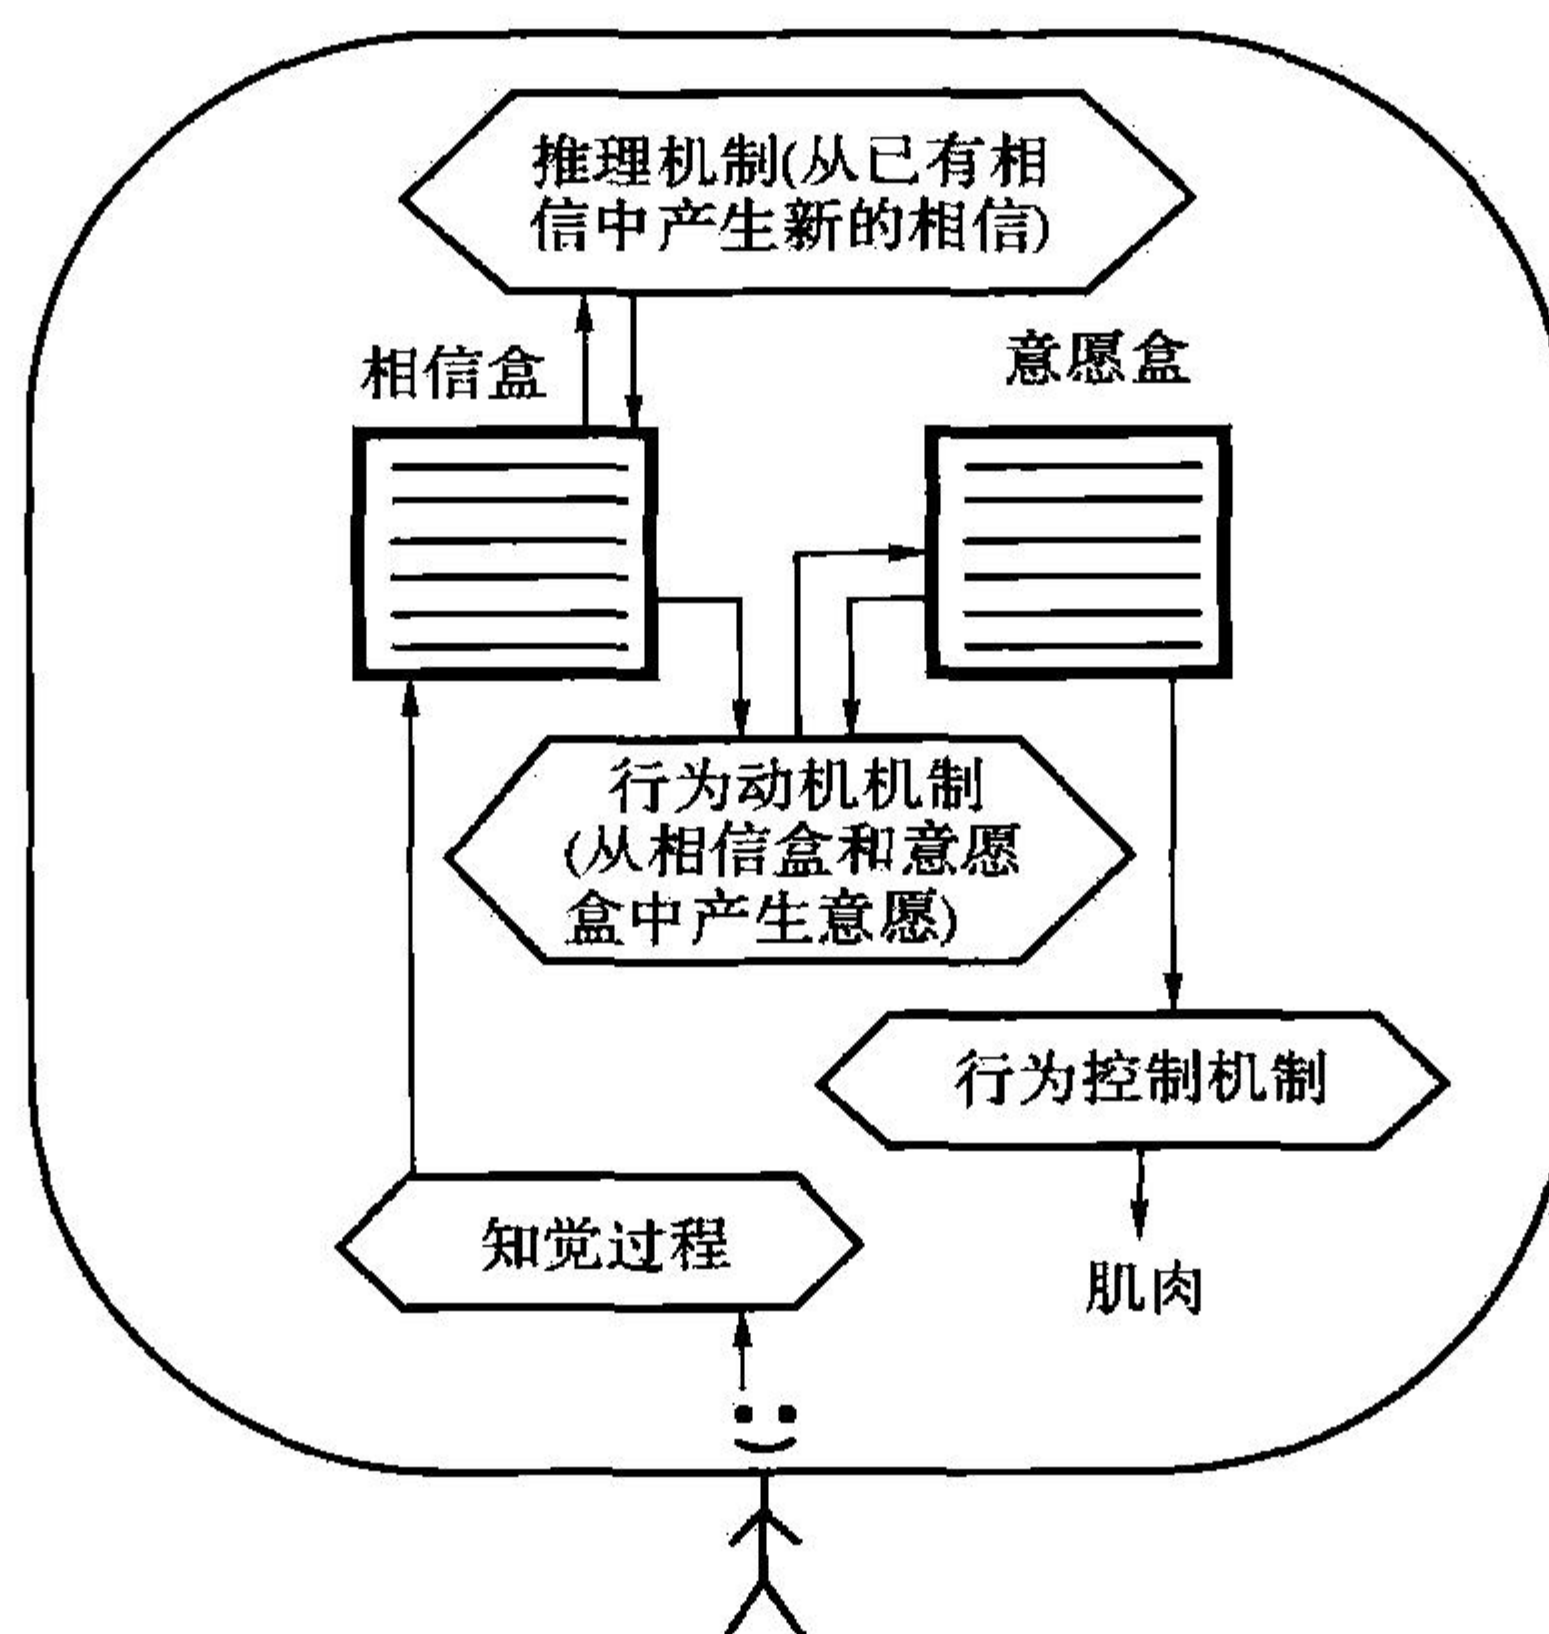 推理机制(从已有相
信中产生新的相信)
相信盒
意愿盒
行为动机机制
(从相信盒和意愿
盒中产生意愿)
行为控制机制
知觉过程
肌肉